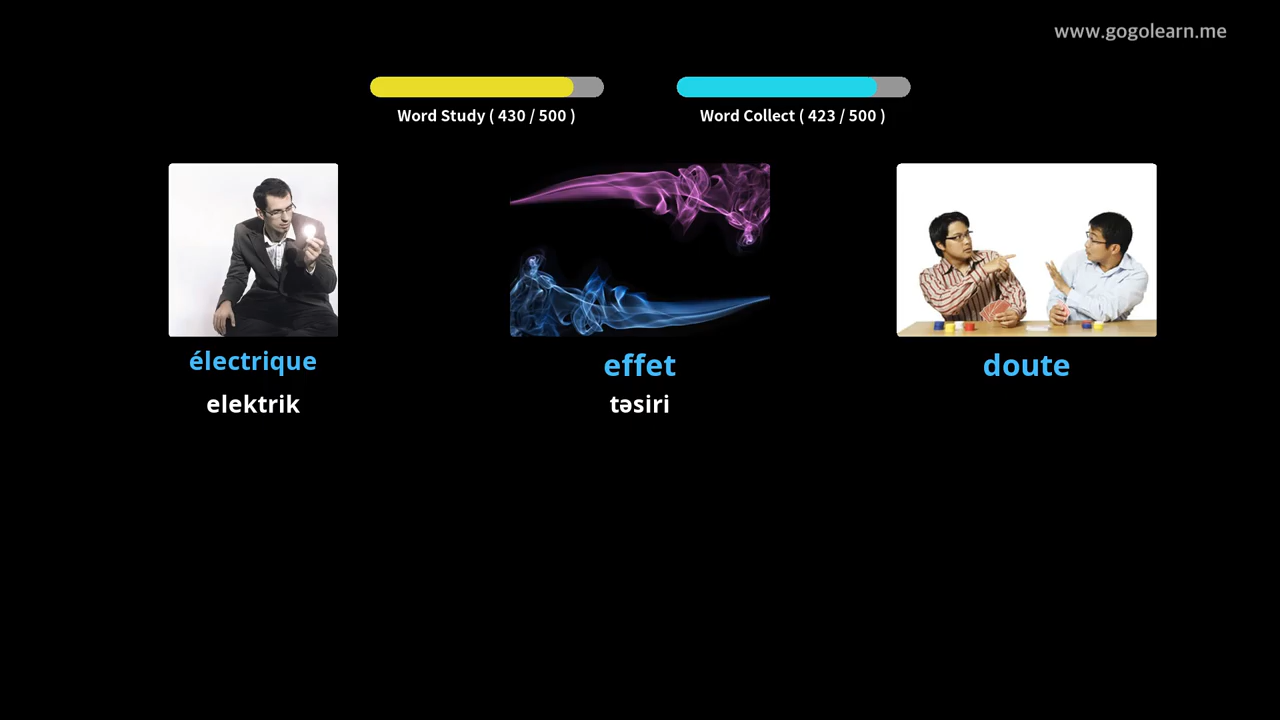 www.gogolearn.me
Word Study ( 430 / 500 )
Word Collect ( 423 / 500 )
électrique
effet
doute
elektrik
təsiri